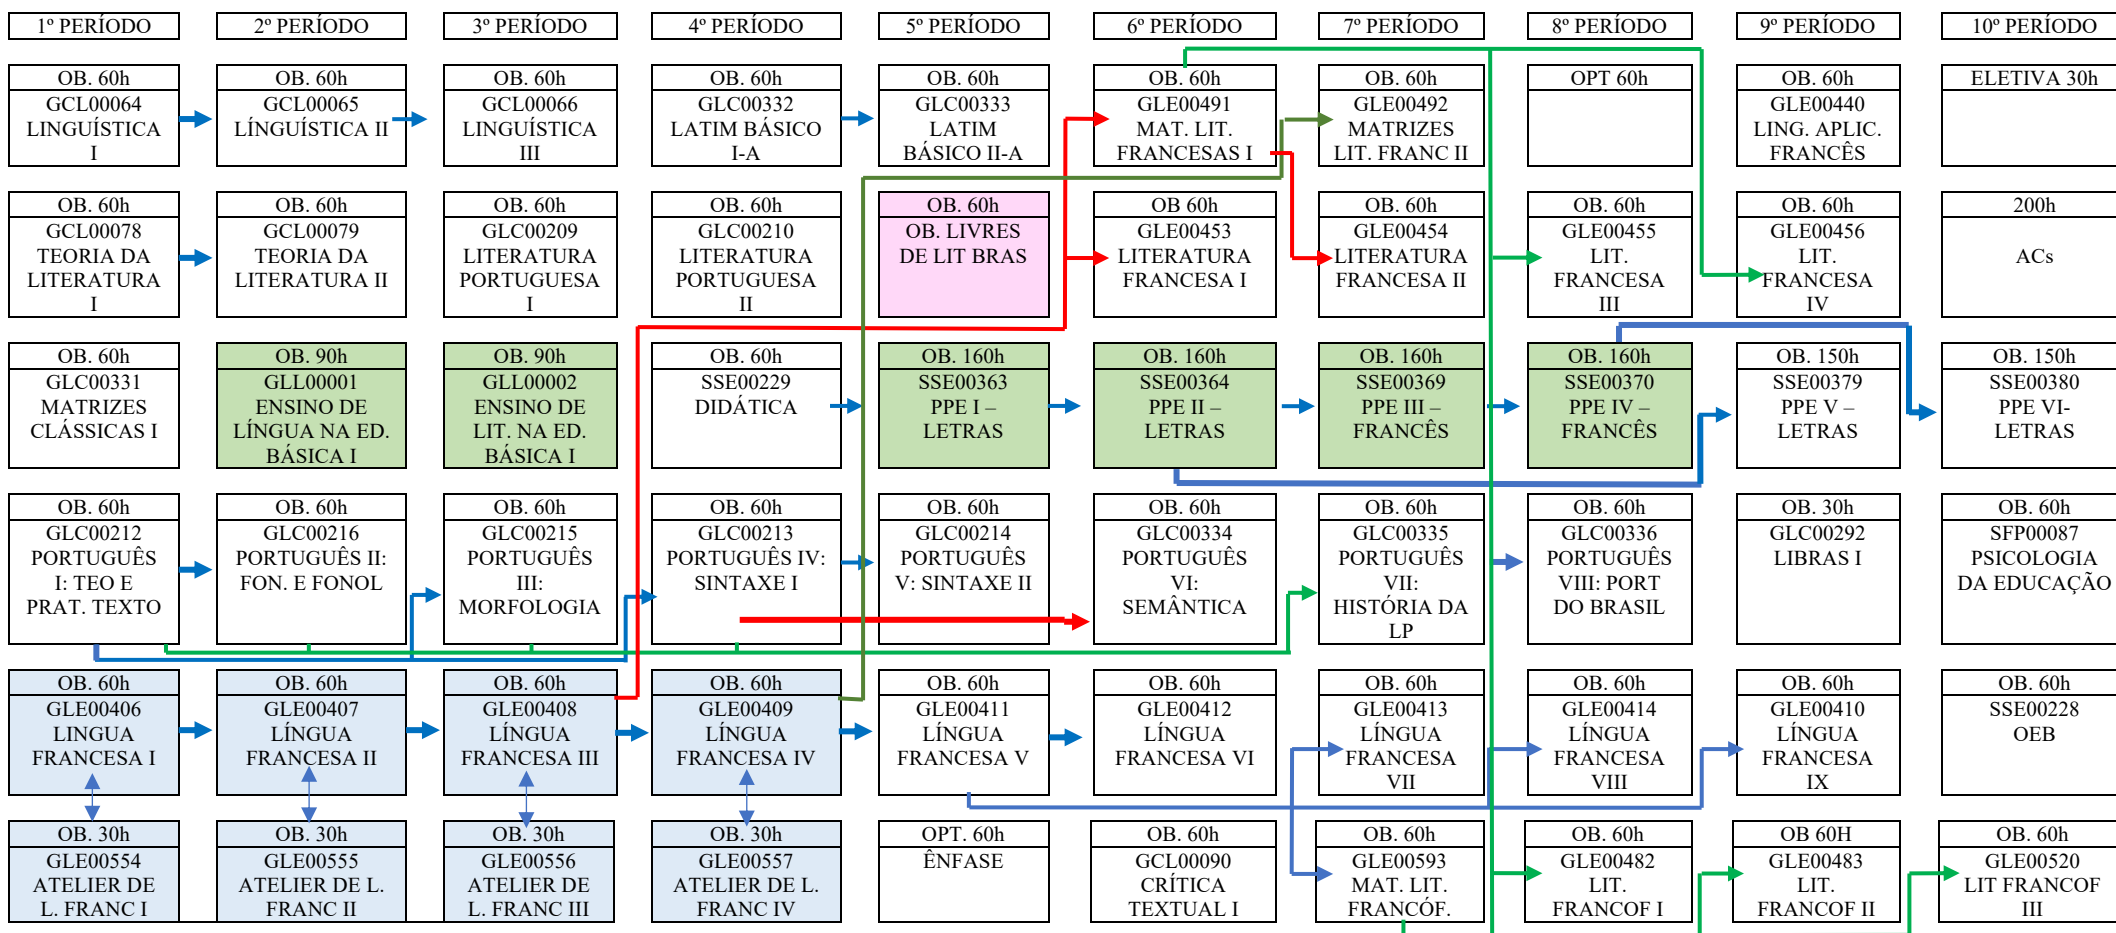 1º PERÍODO
2º PERÍODO
3º PERÍODO
4º PERÍODO
5º PERÍODO
6º PERÍODO
7º PERÍODO
8º PERÍODO
9º PERÍODO
10º PERÍODO
OB. 60h
GCL00064
LINGUÍSTICA
I
OB. 60h
GCL00065
LÍNGUÍSTICA II
OB. 60h
GCL00066
LINGUÍSTICA
III
OB. 60h
GLC00332
LATIM BÁSICO
I-A
OB. 60h
GLC00333
LATIM
BÁSICO II-A
OB. 60h
GLE00491
MAT. LIT.
FRANCESAS I
OB. 60h
GLE00492
MATRIZES
LIT. FRANC II
OPT 60h
OB. 60h
GLE00440
LING. APLIC.
FRANCÊS
ELETIVA 30h
OB. 60h
GCL00078
TEORIA DA
LITERATURA
I
OB. 60h
GCL00079
TEORIA DA
LITERATURA II
OB. 60h
GLC00209
LITERATURA
PORTUGUESA
I
OB. 60h
GLC00210
LITERATURA
PORTUGUESA
II
OB. 60h
OB. LIVRES
DE LIT BRAS
OB 60h
GLE00453
LITERATURA
FRANCESA I
OB. 60h
GLE00454
LITERATURA
FRANCESA II
OB. 60h
GLE00455
LIT.
FRANCESA
III
OB. 60h
GLE00456
LIT.
FRANCESA
IV
200h
ACs
OB. 60h
GLC00331
MATRIZES
CLÁSSICAS I
OB. 90h
GLL00001
ENSINO DE
LÍNGUA NA ED.
BÁSICA I
OB. 90h
GLL00002
ENSINO DE
LIT. NA ED.
BÁSICA I
OB. 60h
SSE00229
DIDÁTICA
OB. 160h
SSE00363
PPE I –
LETRAS
OB. 160h
SSE00364
PPE II –
LETRAS
OB. 160h
SSE00369
PPE III –
FRANCÊS
OB. 160h
SSE00370
PPE IV –
FRANCÊS
OB. 150h
SSE00379
PPE V –
LETRAS
OB. 150h
SSE00380
PPE VI-
LETRAS
OB. 60h
GLC00212
PORTUGUÊS
I: TEO E
PRAT. TEXTO
OB. 60h
GLC00216
PORTUGUÊS II:
FON. E FONOL
OB. 60h
GLC00215
PORTUGUÊS
III:
MORFOLOGIA
OB. 60h
GLC00213
PORTUGUÊS IV:
SINTAXE I
OB. 60h
GLC00214
PORTUGUÊS
V: SINTAXE II
OB. 60h
GLC00334
PORTUGUÊS
VI:
SEMÂNTICA
OB. 60h
GLC00335
PORTUGUÊS
VII:
HISTÓRIA DA
LP
OB. 60h
GLC00336
PORTUGUÊS
VIII: PORT
DO BRASIL
OB. 30h
GLC00292
LIBRAS I
OB. 60h
SFP00087
PSICOLOGIA
DA EDUCAÇÃO
OB. 60h
GLE00406
LINGUA
FRANCESA I
OB. 60h
GLE00407
LÍNGUA
FRANCESA II
OB. 60h
GLE00408
LÍNGUA
FRANCESA III
OB. 60h
GLE00409
LÍNGUA
FRANCESA IV
OB. 60h
GLE00411
LÍNGUA
FRANCESA V
OB. 60h
GLE00412
LÍNGUA
FRANCESA VI
OB. 60h
GLE00413
LÍNGUA
FRANCESA
VII
OB. 60h
GLE00414
LÍNGUA
FRANCESA
VIII
OB. 60h
GLE00410
LÍNGUA
FRANCESA
IX
OB. 60h
SSE00228
OEB
OB. 30h
GLE00554
ATELIER DE
L. FRANC I
OB. 30h
GLE00555
ATELIER DE L.
FRANC II
OB. 30h
GLE00556
ATELIER DE
L. FRANC III
OB. 30h
GLE00557
ATELIER DE L.
FRANC IV
OPT. 60h
ÊNFASE
OB. 60h
GCL00090
CRÍTICA
TEXTUAL I
OB. 60h
GLE00593
MAT. LIT.
FRANCÓF.
OB. 60h
GLE00482
LIT.
FRANCOF I
OB 60H
GLE00483
LIT.
FRANCOF II
OB. 60h
GLE00520
LIT FRANCOF
III